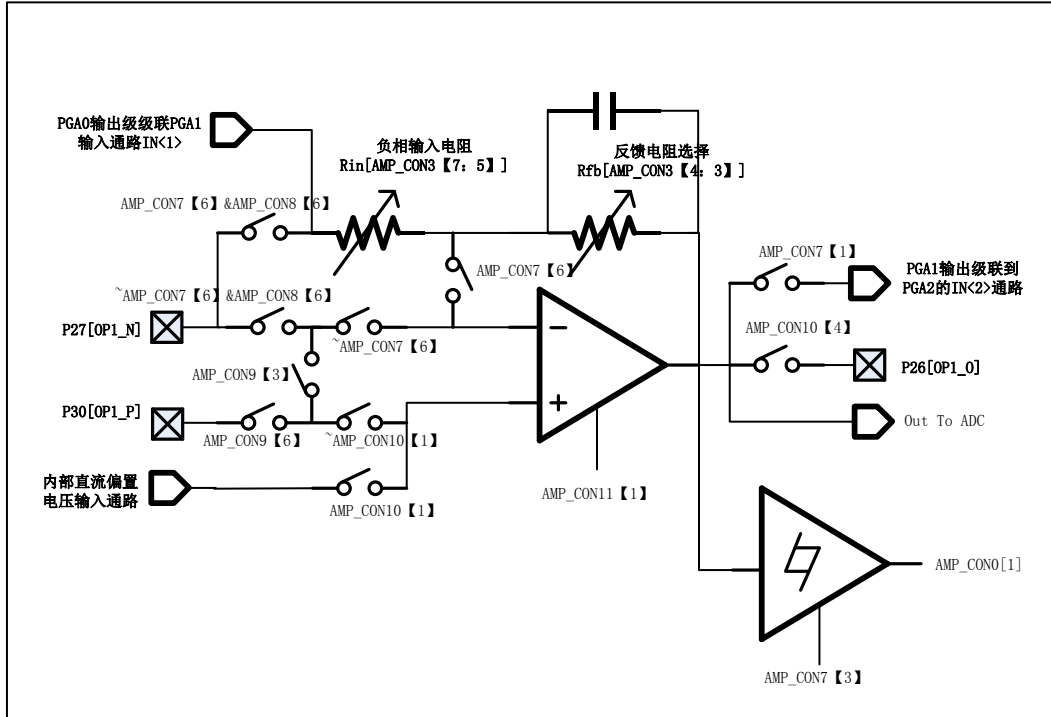 PGA0输出级级联PGA1
输入通路IN<1>
负相输入电阻
Rin[AMP_CON3【7：5】]
反馈电阻选择
Rfb[AMP_CON3【4：3】]
AMP_CON7【6】&AMP_CON8【6】
AMP_CON7【6】
AMP_CON7【1】
PGA1输出级联到
PGA2的IN<2>通路
~AMP_CON7【6】&AMP_CON8【6】
P27[OP1_N]
~AMP_CON7【6】
AMP_CON10【4】
P26[OP1_O]
AMP_CON9【3】
P30[OP1_P]
AMP_CON9【6】
~AMP_CON10【1】
Out To ADC
内部直流偏置
电压输入通路
AMP_CON10【1】
AMP_CON11【1】
AMP_CON0[1]
AMP_CON7【3】